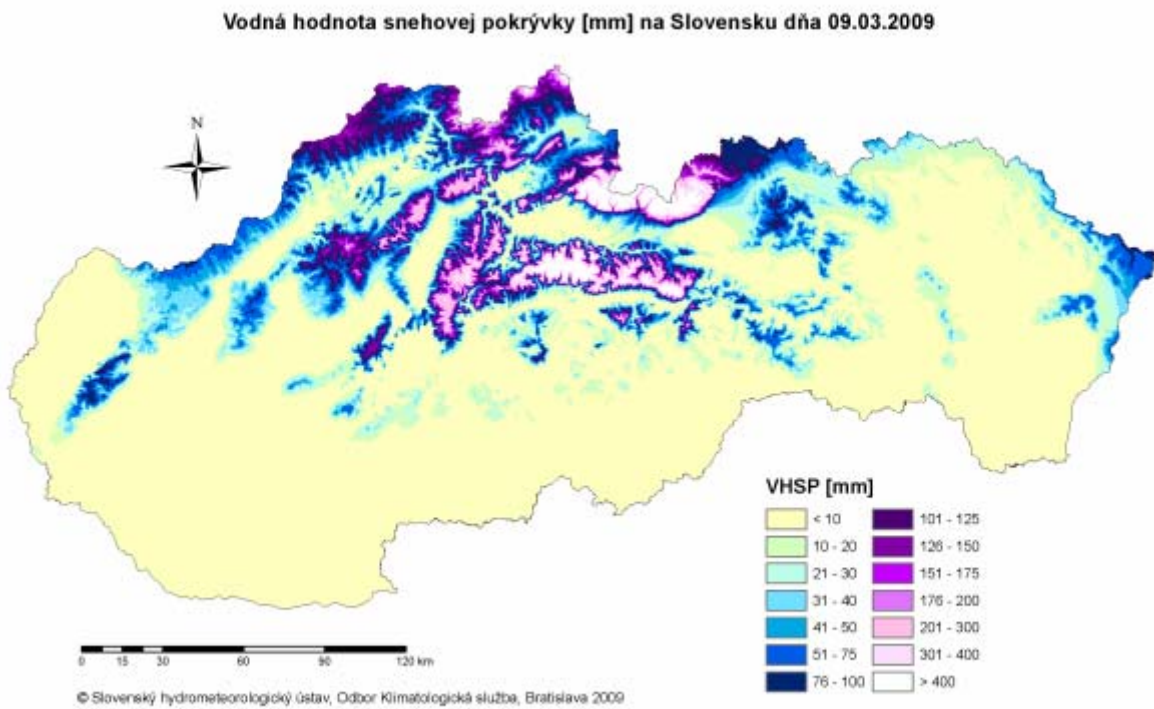 Vodná hodnota snehovej pokrývky [mm] na Slovensku dňa 09.03.2009
N
VHSP [mm]
< 10
10 - 20
21 - 30
31 - 40
41 - 50
51 - 75
76 - 100
101 - 125
126 - 150
151 - 175
176 - 200
201 - 300
301 - 400
> 400
0 15 30 60 90 120 km
© Slovenský hydrometeorologický ústav, Odbor Klimatologická služba, Bratislava 2009